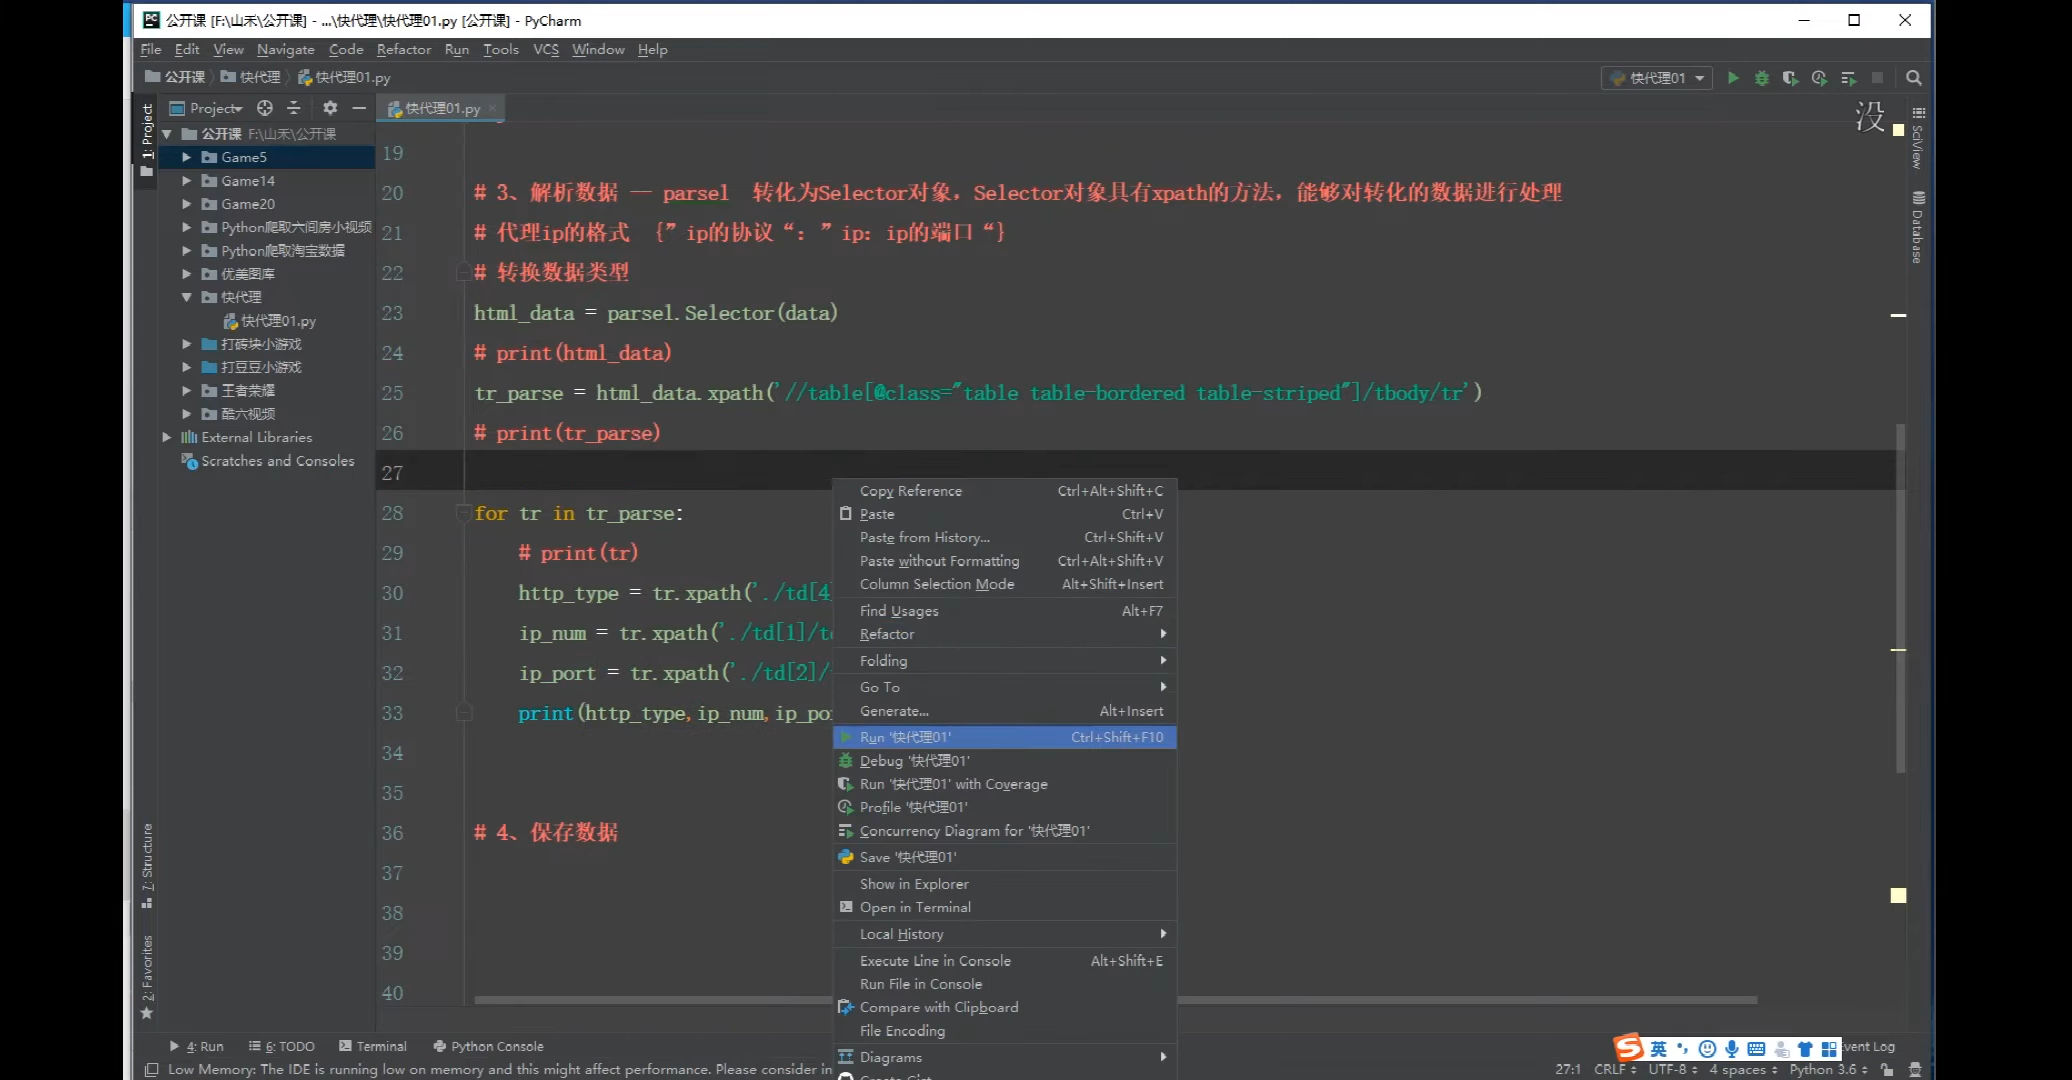 公开课 [F:\山禾\公开课] - ...\快代理\快代理01.py [公开课] - PyCharm
File Edit View Navigate Code Refactor Run Tools VCS Window Help
公开课 快代理 快代理01.py
快代理01
Project
快代理01.py
没
1: Project
SciView
Database
公开课 F:\山禾\公开课
Game5
Game14
Game20
Python爬取六间房小视频
Python爬取淘宝数据
优美图库
快代理
快代理01.py
打砖块小游戏
打豆豆小游戏
王者荣耀
酷六视频
External Libraries
Scratches and Consoles
7: Structure
2: Favorites
19
20 # 3、解析数据 — parsel 转化为Selector对象，Selector对象具有xpath的方法，能够对转化的数据进行处理
21 # 代理ip的格式 {”ip的协议“：”ip：ip的端口“}
22 # 转换数据类型
23 html_data = parsel.Selector(data)
24 # print(html_data)
25 tr_parse = html_data.xpath('//table[@class="table table-bordered table-striped"]/tbody/tr')
26 # print(tr_parse)
27
28 for tr in tr_parse:
29 # print(tr)
30 http_type = tr.xpath('./td[4]
31 ip_num = tr.xpath('./td[1]/te
32 ip_port = tr.xpath('./td[2]/
33 print(http_type,ip_num,ip_po
34
35
36 # 4、保存数据
37
38
39
40
Copy Reference Ctrl+Alt+Shift+C
Paste Ctrl+V
Paste from History... Ctrl+Shift+V
Paste without Formatting Ctrl+Alt+Shift+V
Column Selection Mode Alt+Shift+Insert
Find Usages Alt+F7
Refactor
Folding
Go To
Generate... Alt+Insert
Run '快代理01' Ctrl+Shift+F10
Debug '快代理01'
Run '快代理01' with Coverage
Profile '快代理01'
Concurrency Diagram for '快代理01'
Save '快代理01'
Show in Explorer
Open in Terminal
Local History
Execute Line in Console Alt+Shift+E
Run File in Console
Compare with Clipboard
File Encoding
Diagrams
4: Run 6: TODO Terminal Python Console
英
vent Log
Low Memory: The IDE is running low on memory and this might affect performance. Please consider in
27:1 CRLF UTF-8 4 spaces Python 3.6